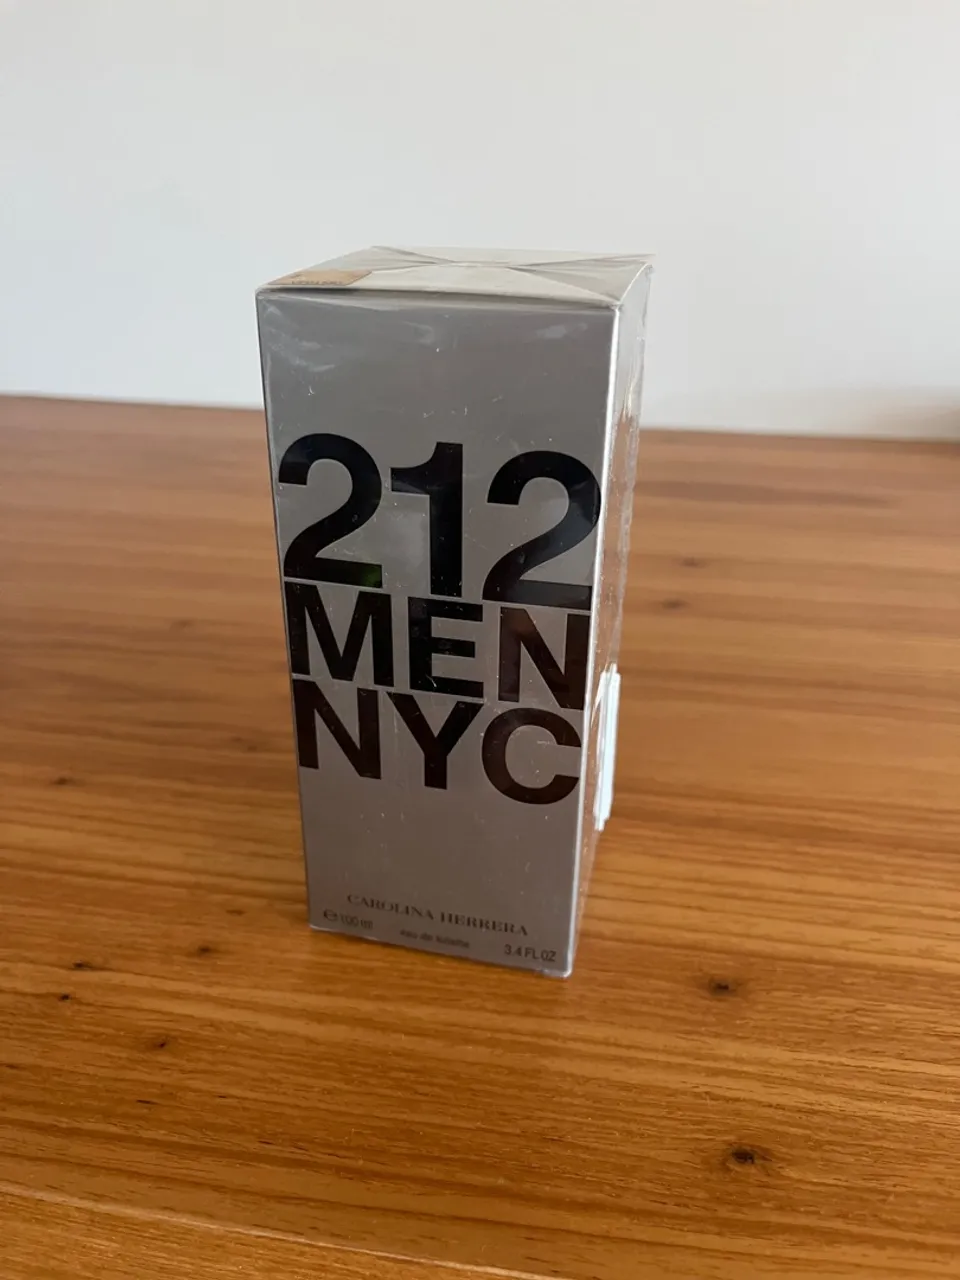 212
MEN
NYC
CAROLINA HERRERA
℮ 100 ml
eau de toilette
3.4 FL OZ